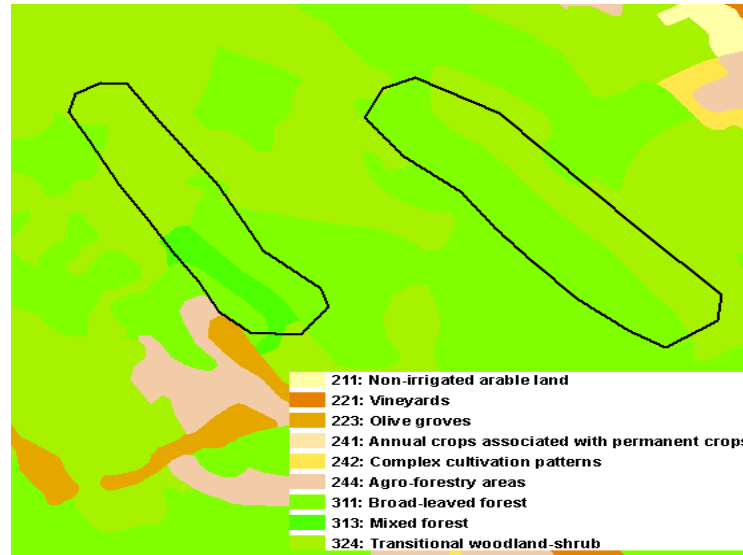 211: Non-irrigated arable land
221: Vineyards
223: Olive groves
241: Annual crops associated with permanent crops
242: Complex cultivation patterns
244: Agro-forestry areas
311: Broad-leaved forest
313: Mixed forest
324: Transitional woodland-shrub